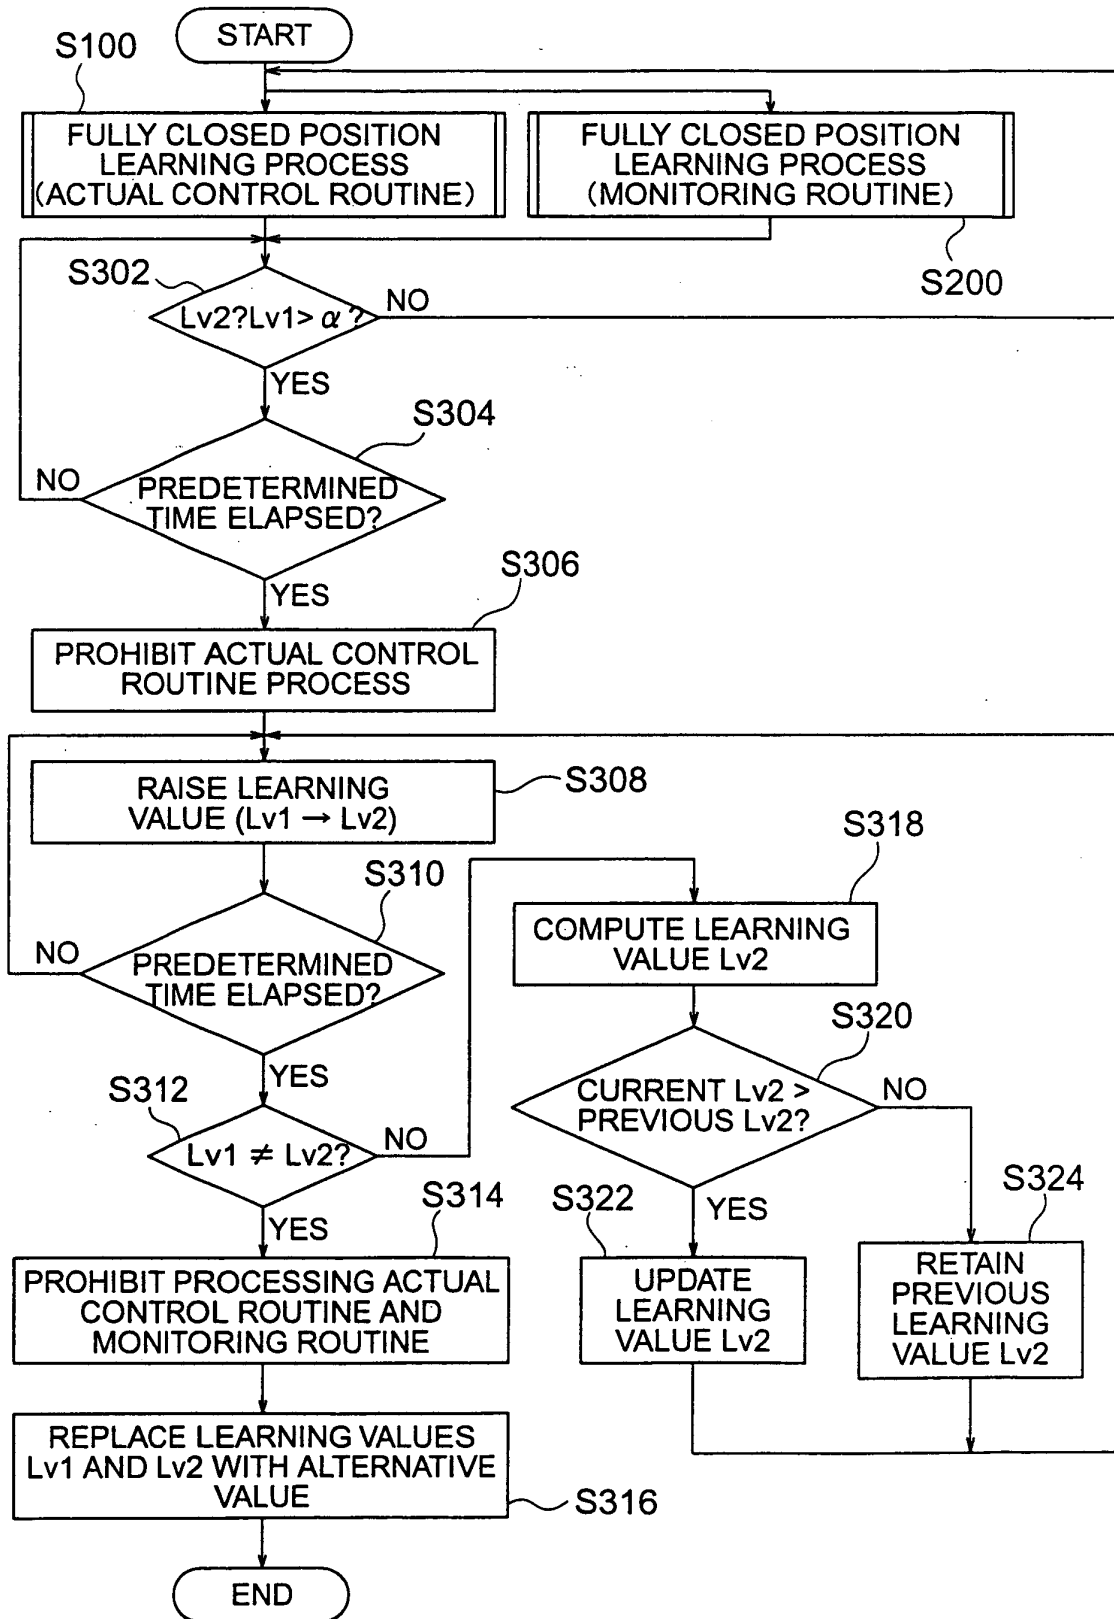 START
S100
FULLY CLOSED POSITION
LEARNING PROCESS
(ACTUAL CONTROL ROUTINE)
FULLY CLOSED POSITION
LEARNING PROCESS
(MONITORING ROUTINE)
S200
S302
Lv2?Lv1> α ?
NO
YES
S304
NO
PREDETERMINED
TIME ELAPSED?
YES
S306
PROHIBIT ACTUAL CONTROL
ROUTINE PROCESS
RAISE LEARNING
VALUE (Lv1 → Lv2)
S308
S310
NO
PREDETERMINED
TIME ELAPSED?
YES
S312
Lv1 ≠ Lv2?
NO
YES
S314
PROHIBIT PROCESSING ACTUAL
CONTROL ROUTINE AND
MONITORING ROUTINE
REPLACE LEARNING VALUES
Lv1 AND Lv2 WITH ALTERNATIVE
VALUE
S316
END
S318
COMPUTE LEARNING
VALUE Lv2
S320
CURRENT Lv2 >
PREVIOUS Lv2?
NO
YES
S322
UPDATE
LEARNING
VALUE Lv2
S324
RETAIN
PREVIOUS
LEARNING
VALUE Lv2